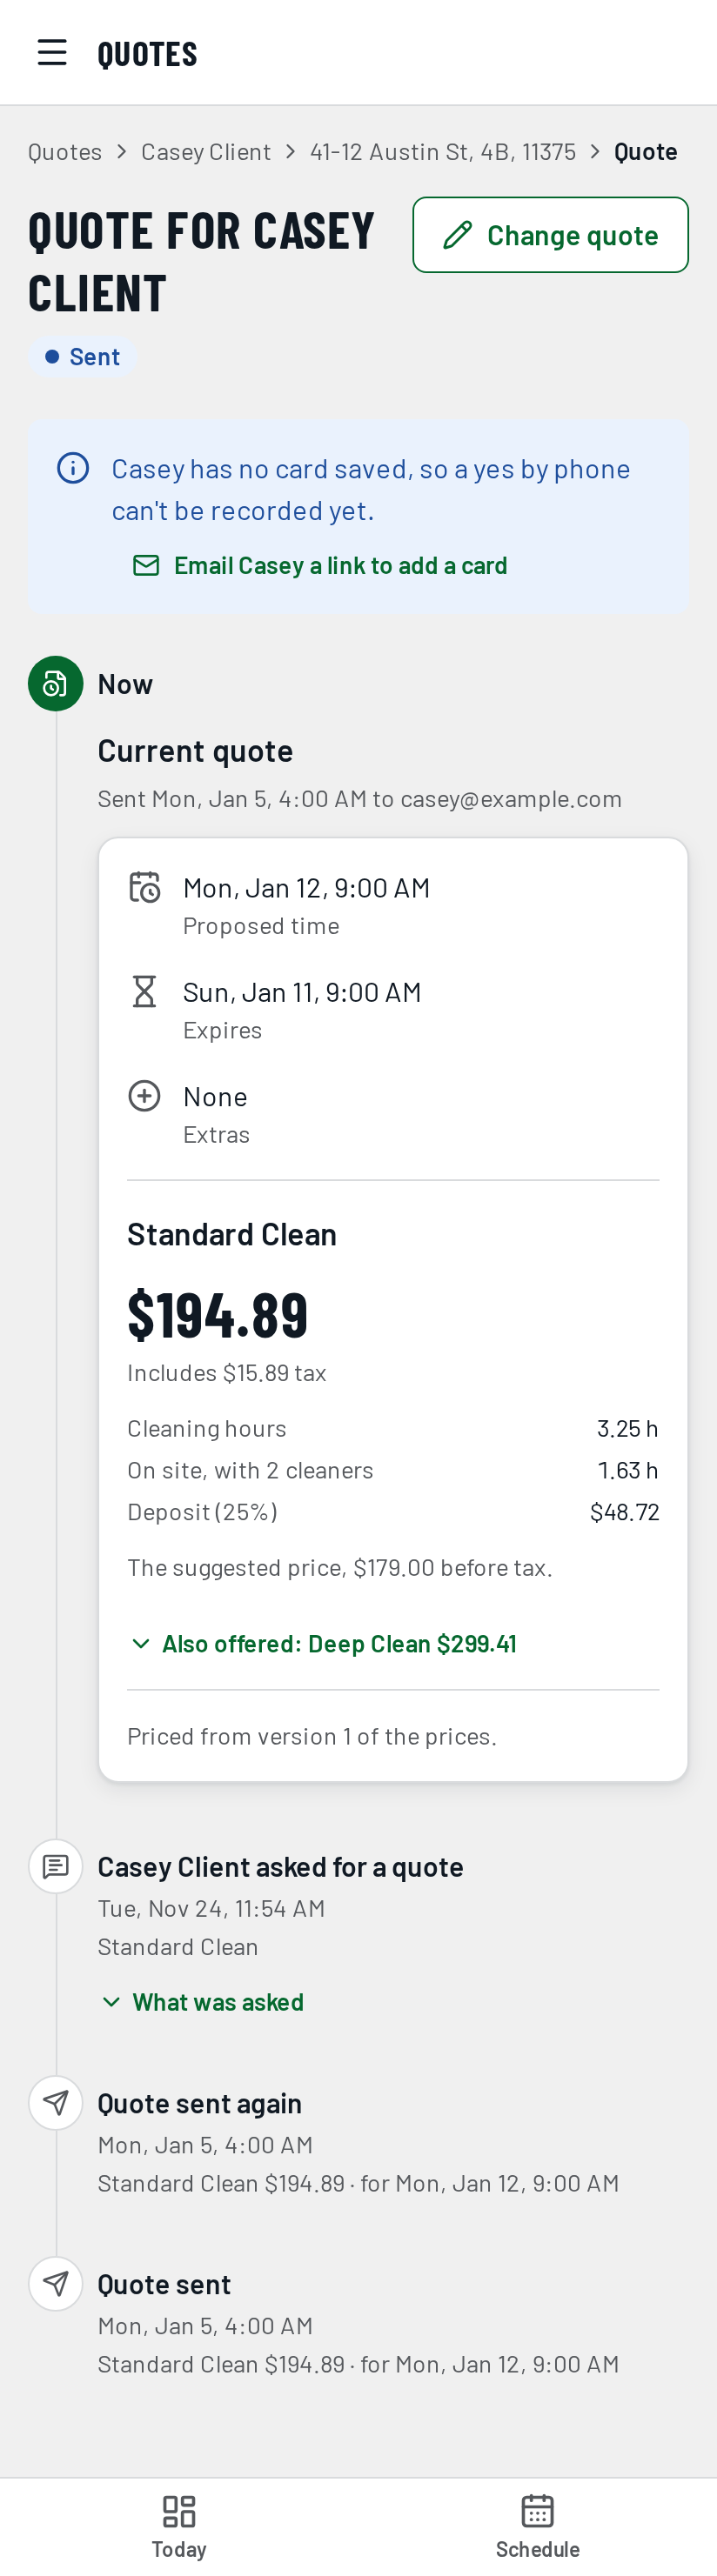 QUOTES
Quotes > Casey Client > 41-12 Austin St, 4B, 11375 > Quote
QUOTE FOR CASEY
CLIENT
Change quote
Sent
Casey has no card saved, so a yes by phone
can't be recorded yet.
Email Casey a link to add a card
Now
Current quote
Sent Mon, Jan 5, 4:00 AM to casey@example.com
Mon, Jan 12, 9:00 AM
Proposed time
Sun, Jan 11, 9:00 AM
Expires
None
Extras
Standard Clean
$194.89
Includes $15.89 tax
Cleaning hours 3.25 h
On site, with 2 cleaners 1.63 h
Deposit (25%) $48.72
The suggested price, $179.00 before tax.
Also offered: Deep Clean $299.41
Priced from version 1 of the prices.
Casey Client asked for a quote
Tue, Nov 24, 11:54 AM
Standard Clean
What was asked
Quote sent again
Mon, Jan 5, 4:00 AM
Standard Clean $194.89 · for Mon, Jan 12, 9:00 AM
Quote sent
Mon, Jan 5, 4:00 AM
Standard Clean $194.89 · for Mon, Jan 12, 9:00 AM
Today
Schedule